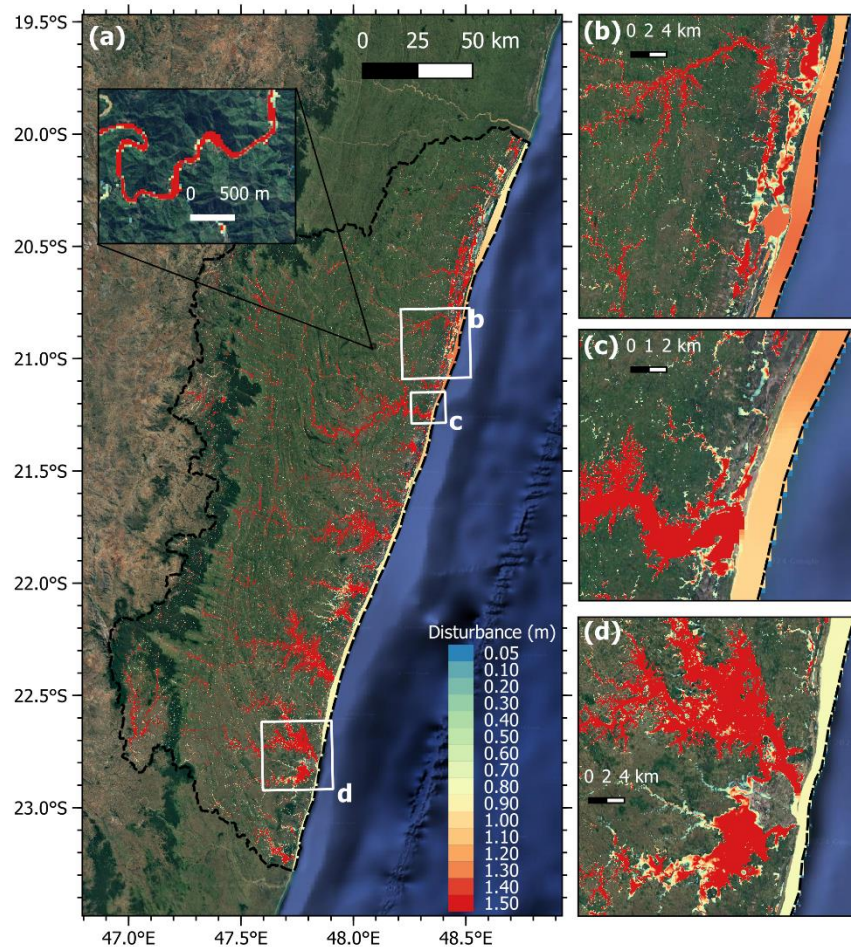 19.5°S
20.0°S
20.5°S
21.0°S
21.5°S
22.0°S
22.5°S
23.0°S
47.0°E 47.5°E 48.0°E 48.5°E
(a)
0 25 50 km
0 500 m
b
c
d
Disturbance (m)
0.05
0.10
0.20
0.30
0.40
0.50
0.60
0.70
0.80
0.90
1.00
1.10
1.20
1.30
1.40
1.50
(b)
0 2 4 km
(c)
0 1 2 km
(d)
0 2 4 km